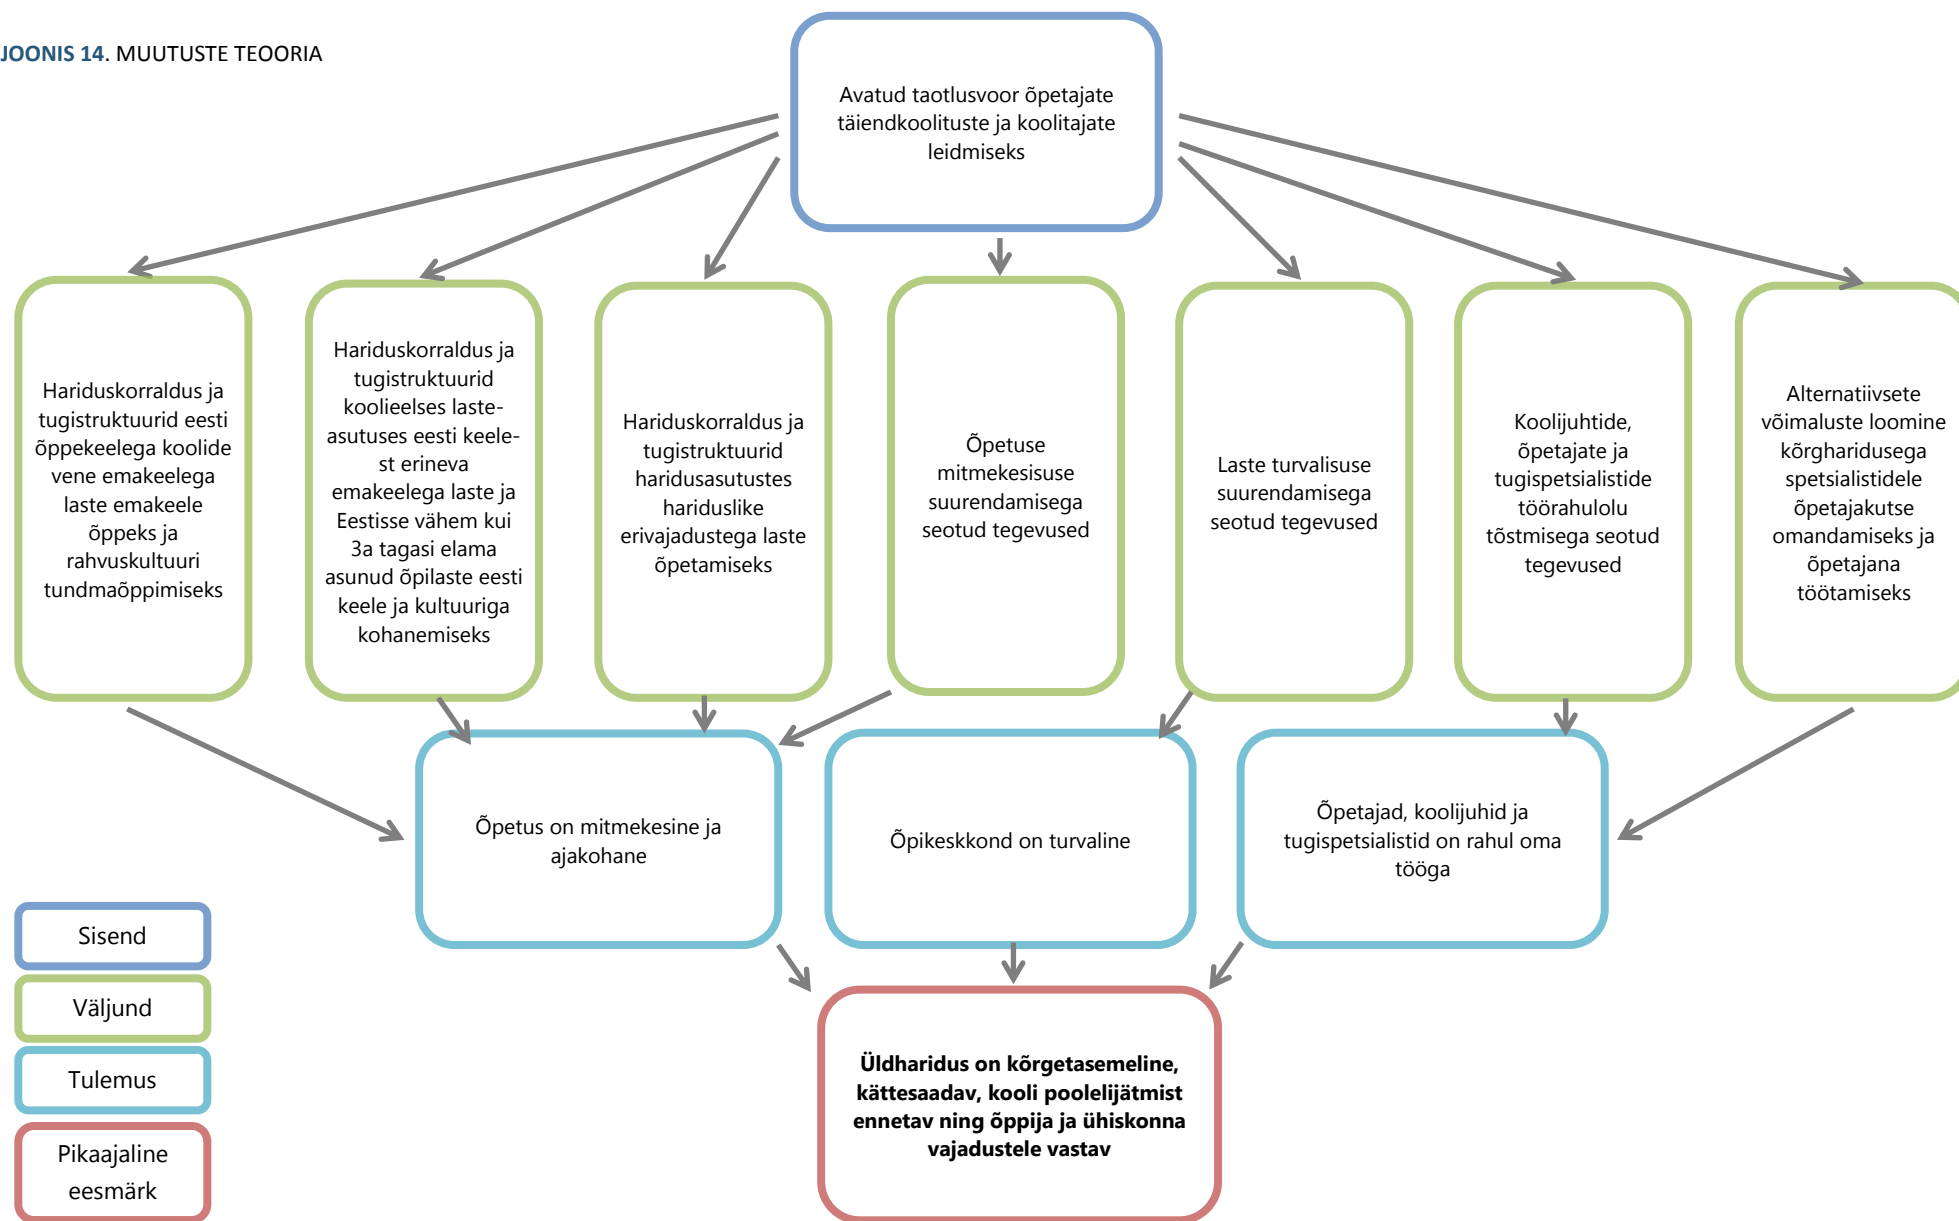 JOONIS 14. MUUTUSTE TEOORIA
Avatud taotlusvoor õpetajate
täiendkoolituste ja koolitajate
leidmiseks
Hariduskorraldus ja
tugistruktuurid eesti
õppekeelega koolide
vene emakeelega
laste emakeele
õppeks ja
rahvuskultuuri
tundmaõppimiseks
Hariduskorraldus ja
tugistruktuurid
koolieelses laste-
asutuses eesti keele-
st erineva
emakeelega laste ja
Eestisse vähem kui
3a tagasi elama
asunud õpilaste eesti
keele ja kultuuriga
kohanemiseks
Hariduskorraldus ja
tugistruktuurid
haridusasutustes
hariduslike
erivajadustega laste
õpetamiseks
Õpetuse
mitmekesisuse
suurendamisega
seotud tegevused
Laste turvalisuse
suurendamisega
seotud tegevused
Koolijuhtide,
õpetajate ja
tugispetsialistide
töörahulolu
tõstmisega seotud
tegevused
Alternatiivsete
võimaluste loomine
kõrgharidusega
spetsialistidele
õpetajakutse
omandamiseks ja
õpetajana
töötamiseks
Õpetus on mitmekesine ja
ajakohane
Õpikeskkond on turvaline
Õpetajad, koolijuhid ja
tugispetsialistid on rahul oma
tööga
Sisend
Väljund
Tulemus
Pikaajaline
eesmärk
Üldharidus on kõrgetasemeline,
kättesaadav, kooli poolelijätmist
ennetav ning õppija ja ühiskonna
vajadustele vastav